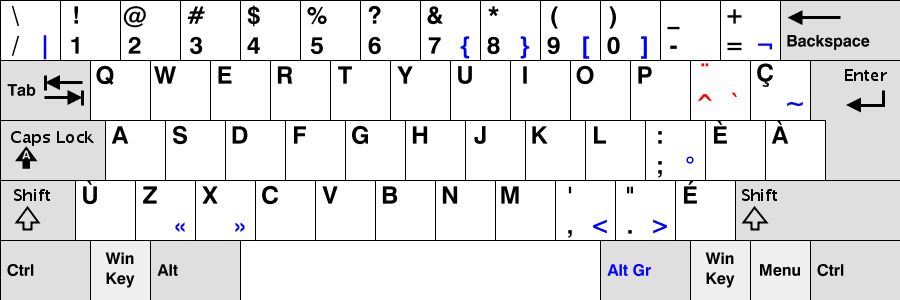 \ ! @ # $ % ? & * ( ) _ +
/ | 1 2 3 4 5 6 7 { 8 } 9 [ 0 ] - = ¬ Backspace
Tab Q W E R T Y U I O P ¨ ^ ` Ç ~ Enter
Caps Lock A S D F G H J K L : ; ° È À
A
Shift Ù Z « X » C V B N M ' , < " . > É Shift
Ctrl Win Key Alt Alt Gr Win Key Menu Ctrl